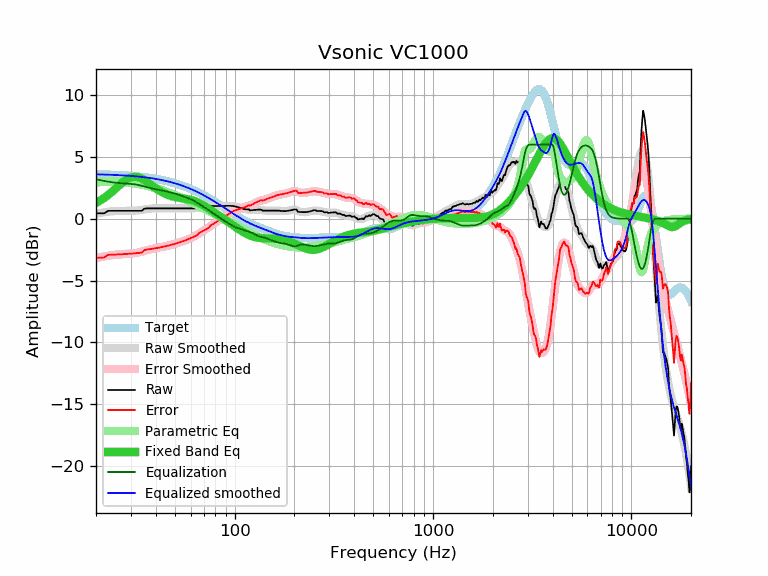 Vsonic VC1000
Amplitude (dBr)
10
5
0
−5
−10
−15
−20
Target
Raw Smoothed
Error Smoothed
Raw
Error
Parametric Eq
Fixed Band Eq
Equalization
Equalized smoothed
100
1000
10000
Frequency (Hz)